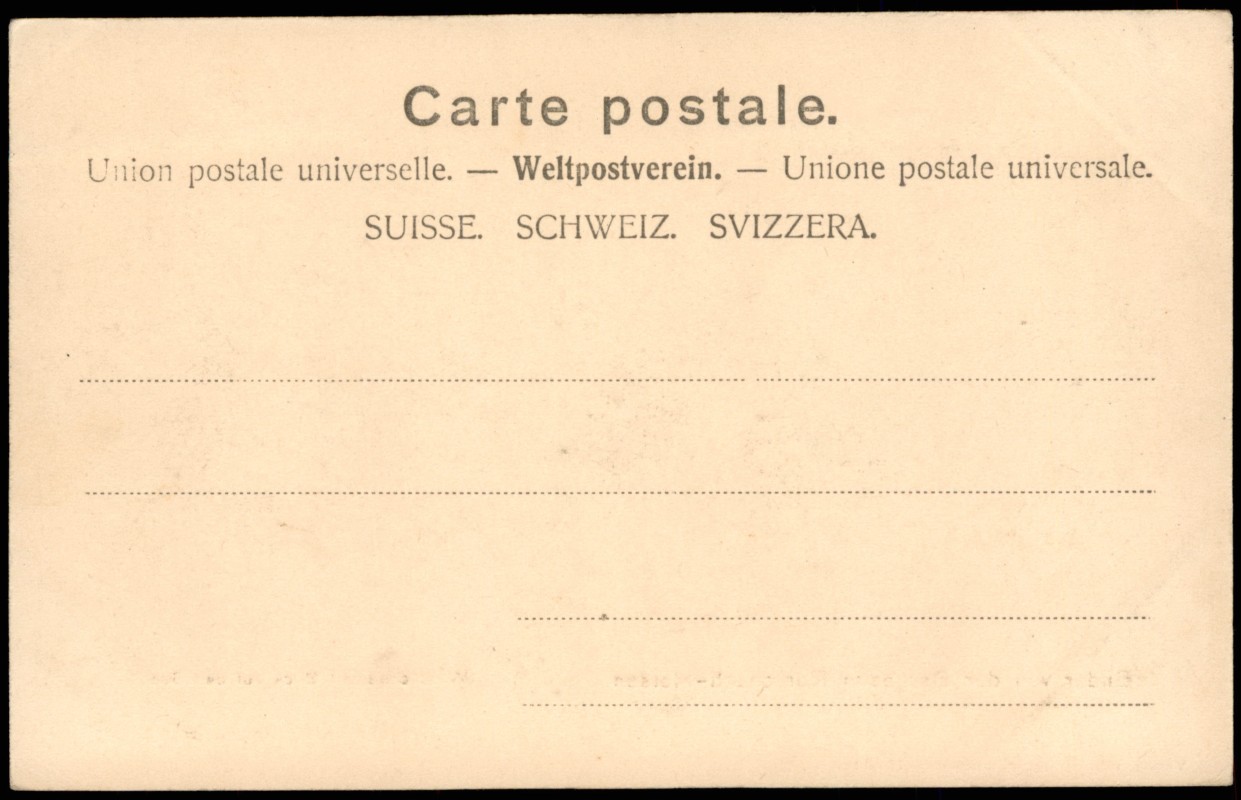 Carte postale.
Union postale universelle. — Weltpostverein. — Unione postale universale.
SUISSE. SCHWEIZ. SVIZZERA.